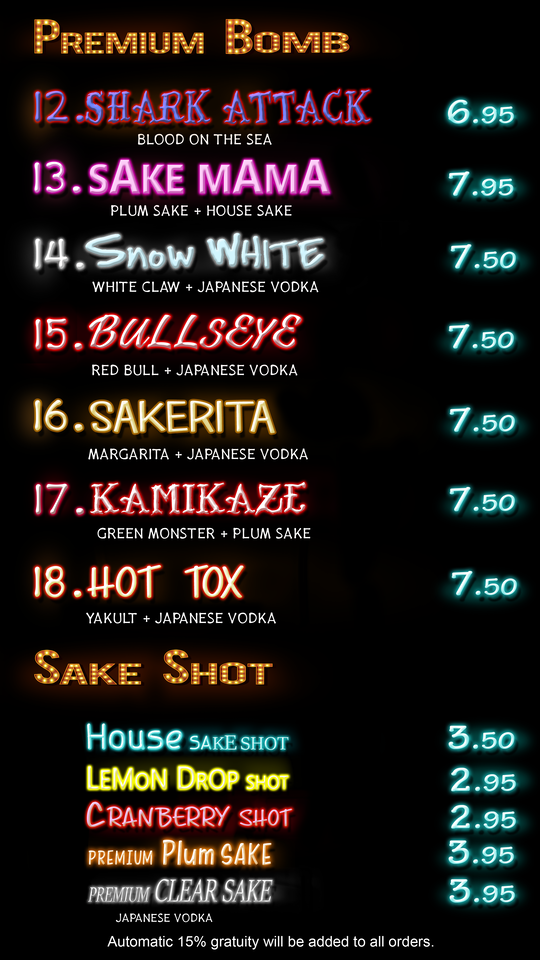 PREMIUM BOMB
12. SHARK ATTACK 6.95
BLOOD ON THE SEA
13. SAKE MAMA 7.95
PLUM SAKE + HOUSE SAKE
14. Snow WHITE 7.50
WHITE CLAW + JAPANESE VODKA
15. BULLSEYE 7.50
RED BULL + JAPANESE VODKA
16. SAKERITA 7.50
MARGARITA + JAPANESE VODKA
17. KAMIKAZE 7.50
GREEN MONSTER + PLUM SAKE
18. HOT TOX 7.50
YAKULT + JAPANESE VODKA
SAKE SHOT
House SAKE SHOT 3.50
LEMON DROP SHOT 2.95
CRANBERRY SHOT 2.95
PREMIUM Plum SAKE 3.95
PREMIUM CLEAR SAKE 3.95
JAPANESE VODKA
Automatic 15% gratuity will be added to all orders.